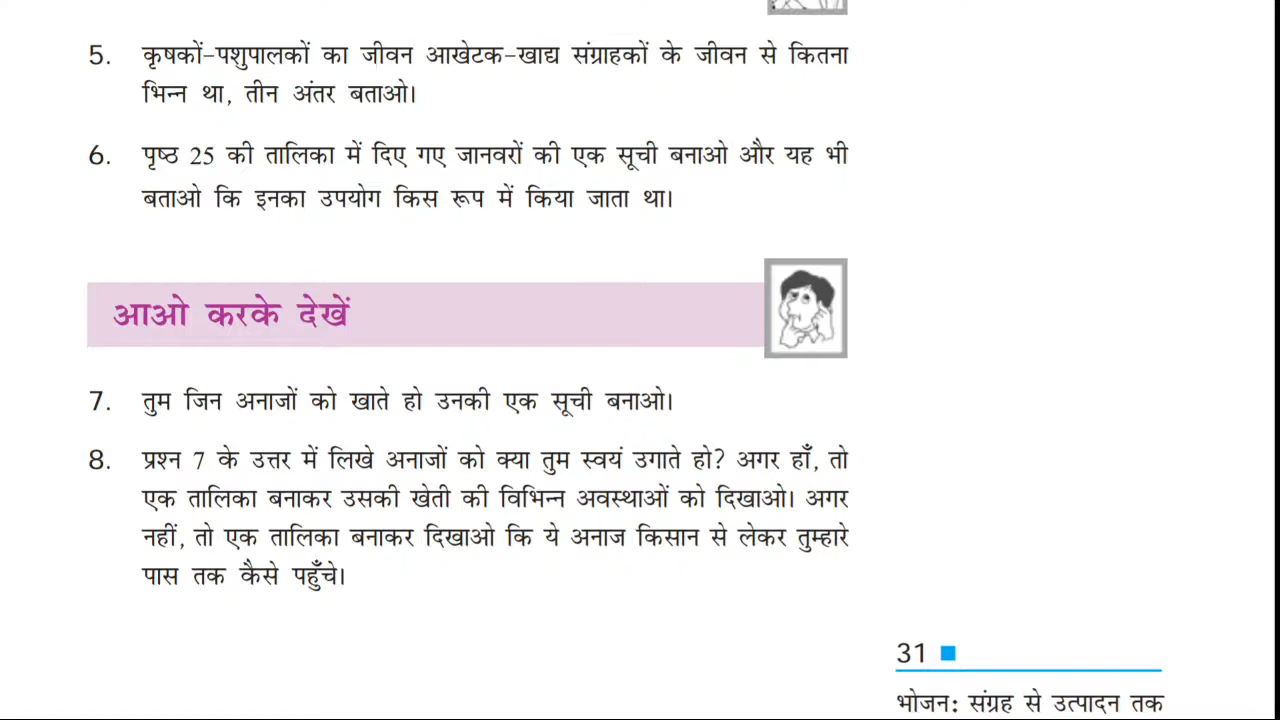 5. कृषकों-पशुपालकों का जीवन आखेटक-खाद्य संग्राहकों के जीवन से कितना
भिन्न था, तीन अंतर बताओ।
6. पृष्ठ 25 की तालिका में दिए गए जानवरों की एक सूची बनाओ और यह भी
बताओ कि इनका उपयोग किस रूप में किया जाता था।
आओ करके देखें
7. तुम जिन अनाजों को खाते हो उनकी एक सूची बनाओ।
8. प्रश्न 7 के उत्तर में लिखे अनाजों को क्या तुम स्वयं उगाते हो? अगर हाँ, तो
एक तालिका बनाकर उसकी खेती की विभिन्न अवस्थाओं को दिखाओ। अगर
नहीं, तो एक तालिका बनाकर दिखाओ कि ये अनाज किसान से लेकर तुम्हारे
पास तक कैसे पहुँचे।
31
भोजन: संग्रह से उत्पादन तक